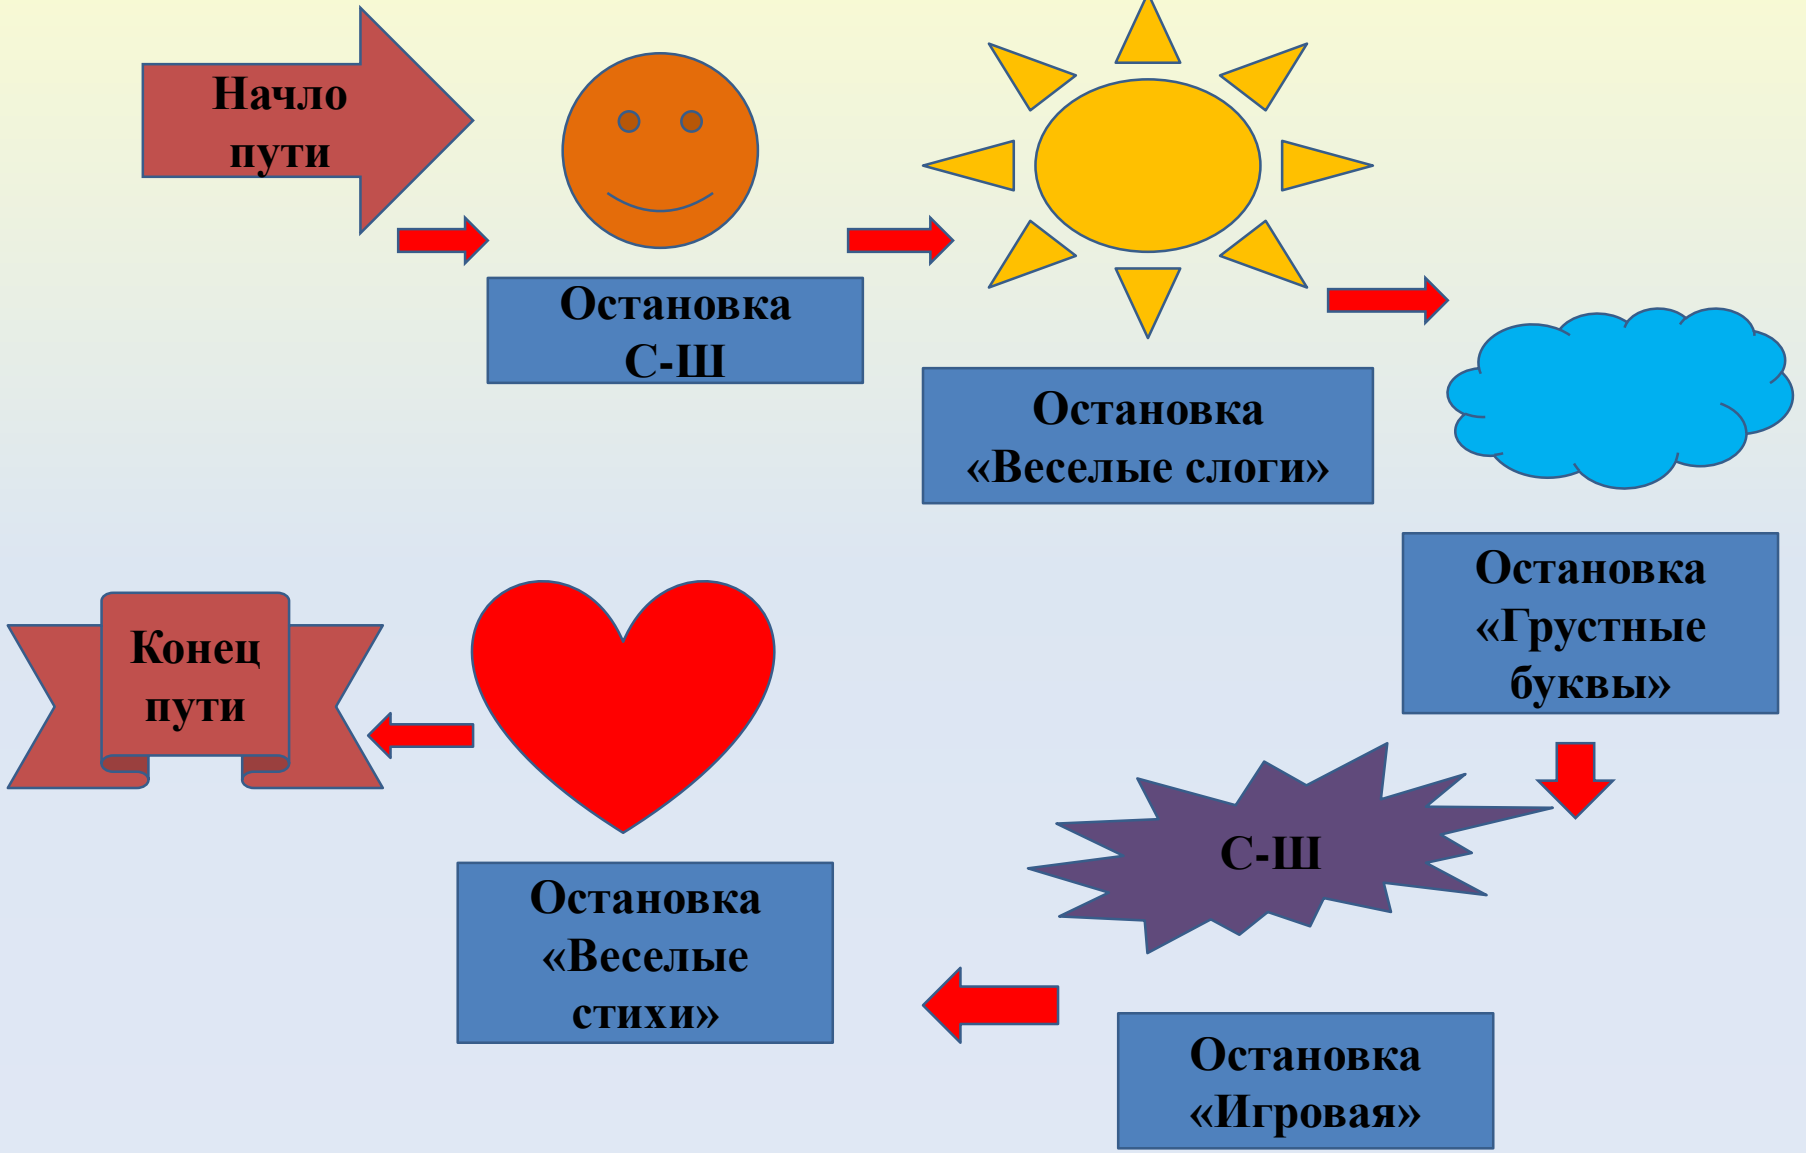 Начло
пути
Остановка
С-Ш
Остановка
«Веселые слоги»
Остановка
«Грустные
буквы»
С-Ш
Остановка
«Игровая»
Остановка
«Веселые
стихи»
Конец
пути